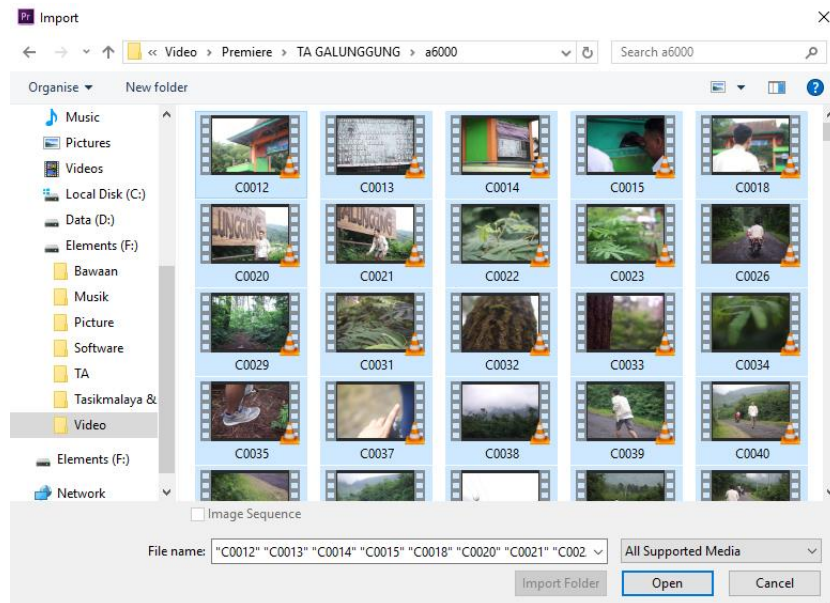 Pr Import
« Video › Premiere › TA GALUNGGUNG › a6000
Search a6000
Organise
New folder
Music
Pictures
Videos
Local Disk (C:)
Data (D:)
Elements (F:)
Bawaan
Musik
Picture
Software
TA
Tasikmalaya &
Video
Elements (F:)
Network
C0012 C0013 C0014 C0015 C0018
C0020 C0021 C0022 C0023 C0026
C0029 C0031 C0032 C0033 C0034
C0035 C0037 C0038 C0039 C0040
Image Sequence
File name: "C0012" "C0013" "C0014" "C0015" "C0018" "C0020" "C0021" "C002
All Supported Media
Import Folder Open Cancel